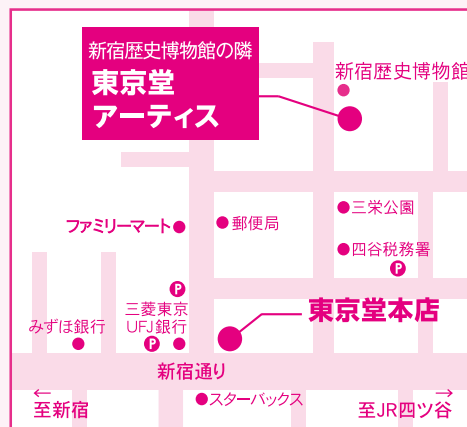 新宿歴史博物館の隣
東京堂
アーティス
新宿歴史博物館
三栄公園
ファミリーマート
郵便局
四谷税務署
P
P
三菱東京
UFJ銀行
P
東京堂本店
みずほ銀行
新宿通り
←
至新宿
スターバックス
→
至JR四ツ谷